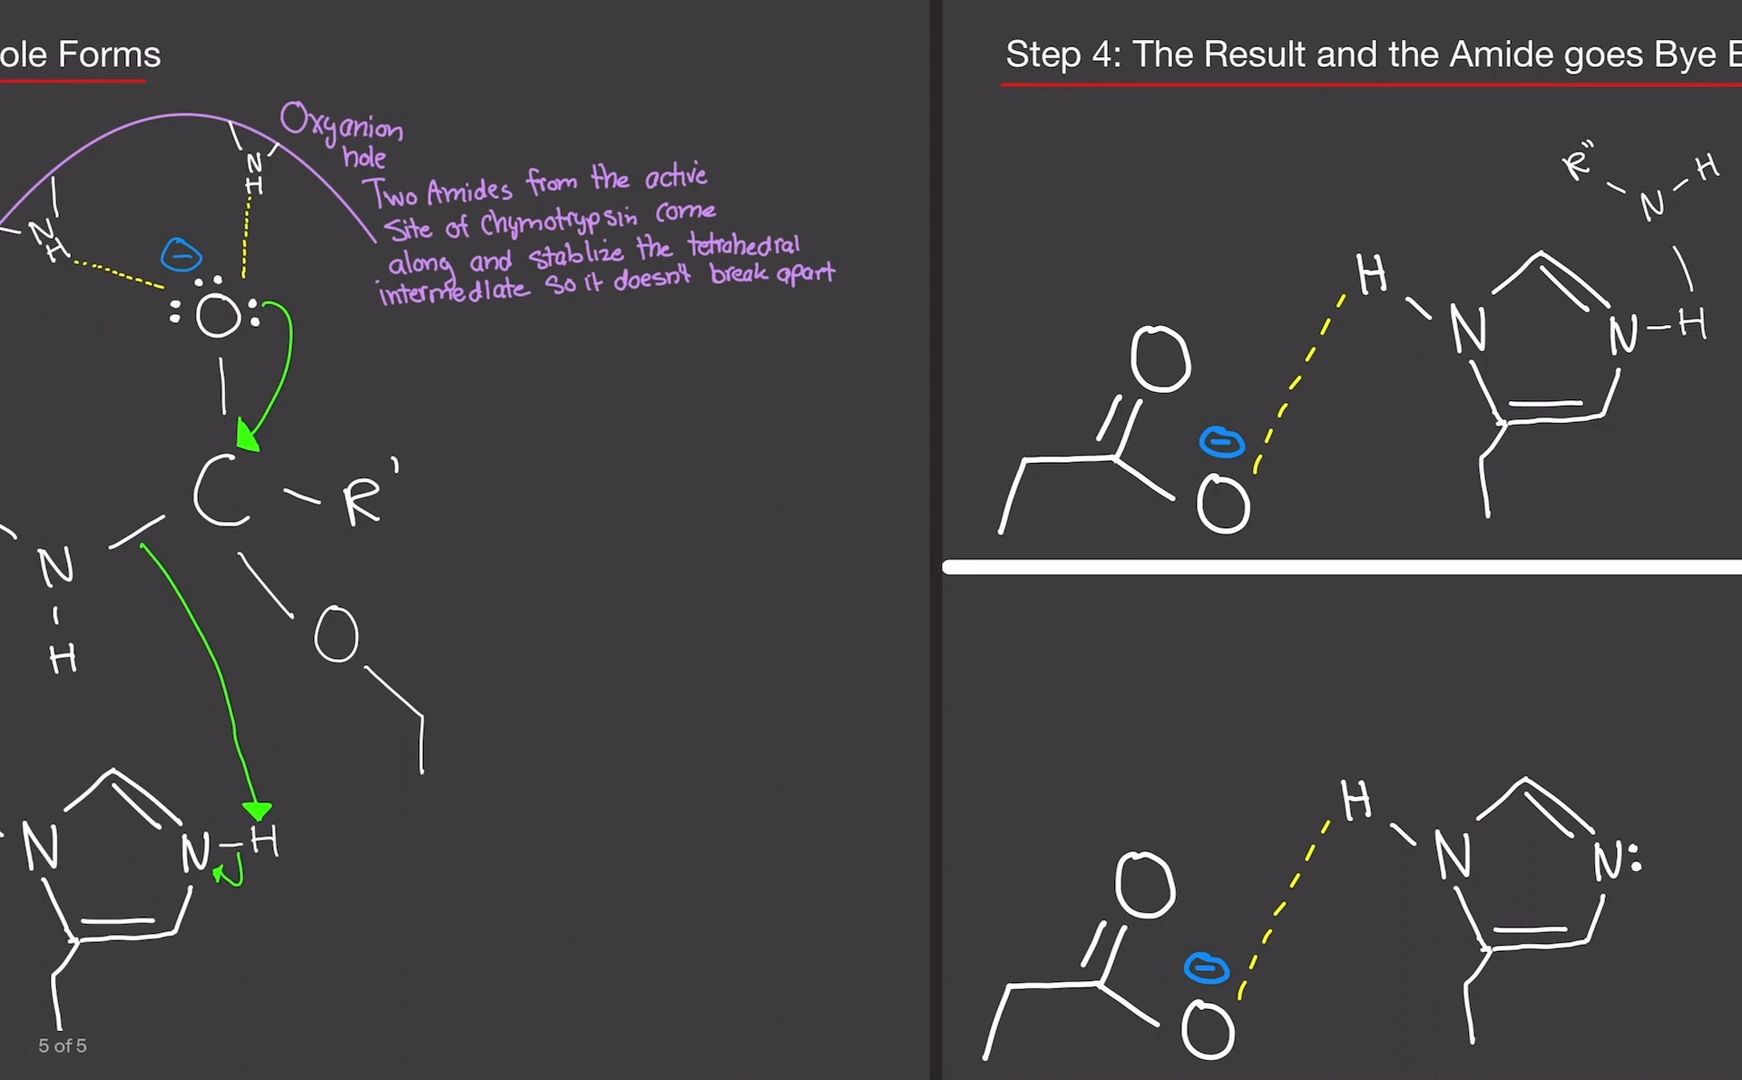 ole Forms
Oxyanion
hole
Two Amides from the active
Site of Chymotrypsin come
along and stablize the tetrahedral
intermediate so it doesn't break apart
N
H
N
H
O
C
R'
N
H
O
N
N
H
5 of 5
Step 4: The Result and the Amide goes Bye B
R"
N
H
H
N
N
H
O
O
H
N
N
O
O